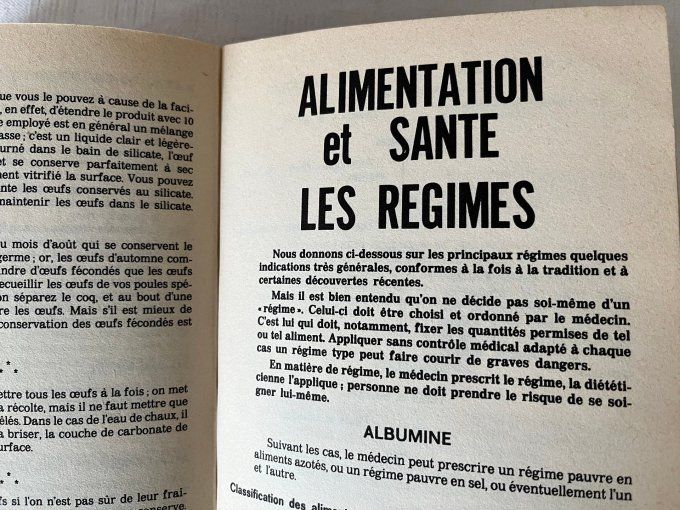 que vous le pouvez à cause de la faci-
, en effet, d'étendre le produit avec 10
e employé est en général un mélange
asse; c'est un liquide clair et légère-
urné dans le bain de silicate, l'œuf
et se conserve parfaitement à sec
ment vitrifié la surface. Vous pouvez
nte les œufs conservés au silicate.
maintenir les œufs dans le silicate.
u mois d'août qui se conservent le
germe; or, les œufs d'automne com-
ndre d'œufs fécondés que les œufs
ecueillir les œufs de vos poules spé-
on séparez le coq, et au bout d'une
re les œufs. Mais s'il est mieux de
conservation des œufs fécondés est
* * *
ettre tous les œufs à la fois; on met
a récolte, mais il ne faut mettre que
êlés. Dans le cas de l'eau de chaux, il
a briser, la couche de carbonate de
urface.
* * *
fs si l'on n'est pas sûr de leur fraî-
conserve.
ALIMENTATION
et SANTE
LES REGIMES
Nous donnons ci-dessous sur les principaux régimes quelques
indications très générales, conformes à la fois à la tradition et à
certaines découvertes récentes.
Mais il est bien entendu qu'on ne décide pas soi-même d'un
«régime». Celui-ci doit être choisi et ordonné par le médecin.
C'est lui qui doit, notamment, fixer les quantités permises de tel
ou tel aliment. Appliquer sans contrôle médical adapté à chaque
cas un régime type peut faire courir de graves dangers.
En matière de régime, le médecin prescrit le régime, la diététi-
cienne l'applique; personne ne doit prendre le risque de se soi-
gner lui-même.
ALBUMINE
Suivant les cas, le médecin peut prescrire un régime pauvre en
aliments azotés, ou un régime pauvre en sel, ou éventuellement l'un
et l'autre.
Classification des alime